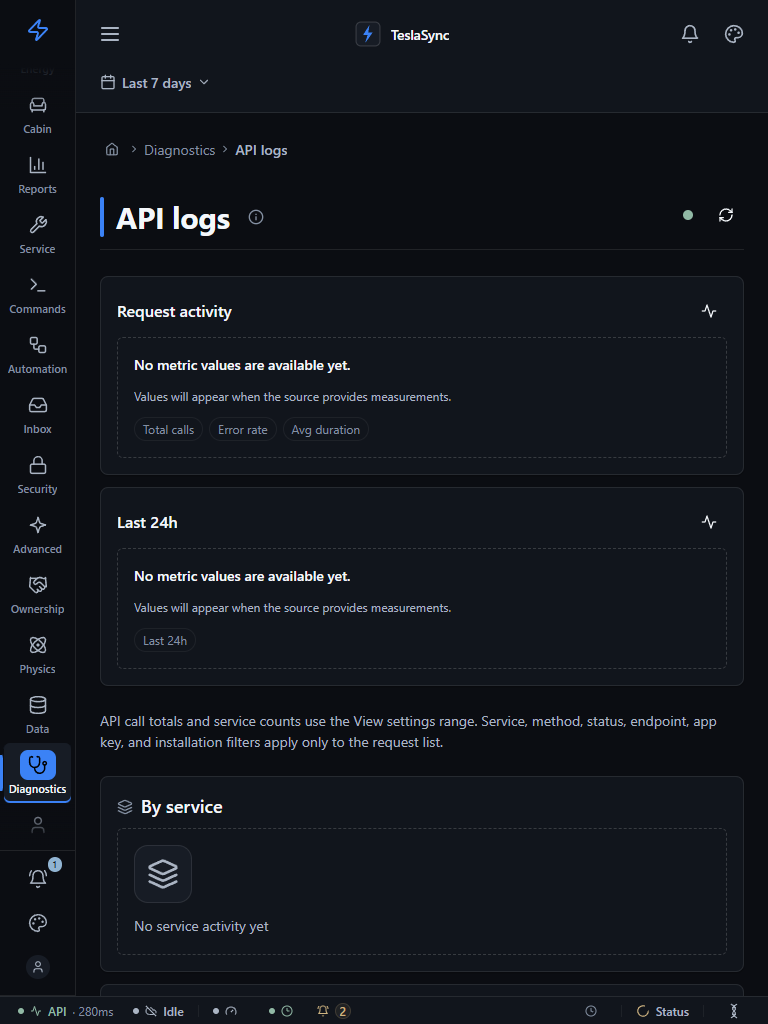 TeslaSync
Last 7 days
Energy
Cabin
Reports
Service
Commands
Automation
Inbox
Security
Advanced
Ownership
Physics
Data
Diagnostics
1
Diagnostics > API logs
API logs
Request activity
No metric values are available yet.
Values will appear when the source provides measurements.
Total calls Error rate Avg duration
Last 24h
No metric values are available yet.
Values will appear when the source provides measurements.
Last 24h
API call totals and service counts use the View settings range. Service, method, status, endpoint, app
key, and installation filters apply only to the request list.
By service
No service activity yet
API · 280ms Idle 2 Status